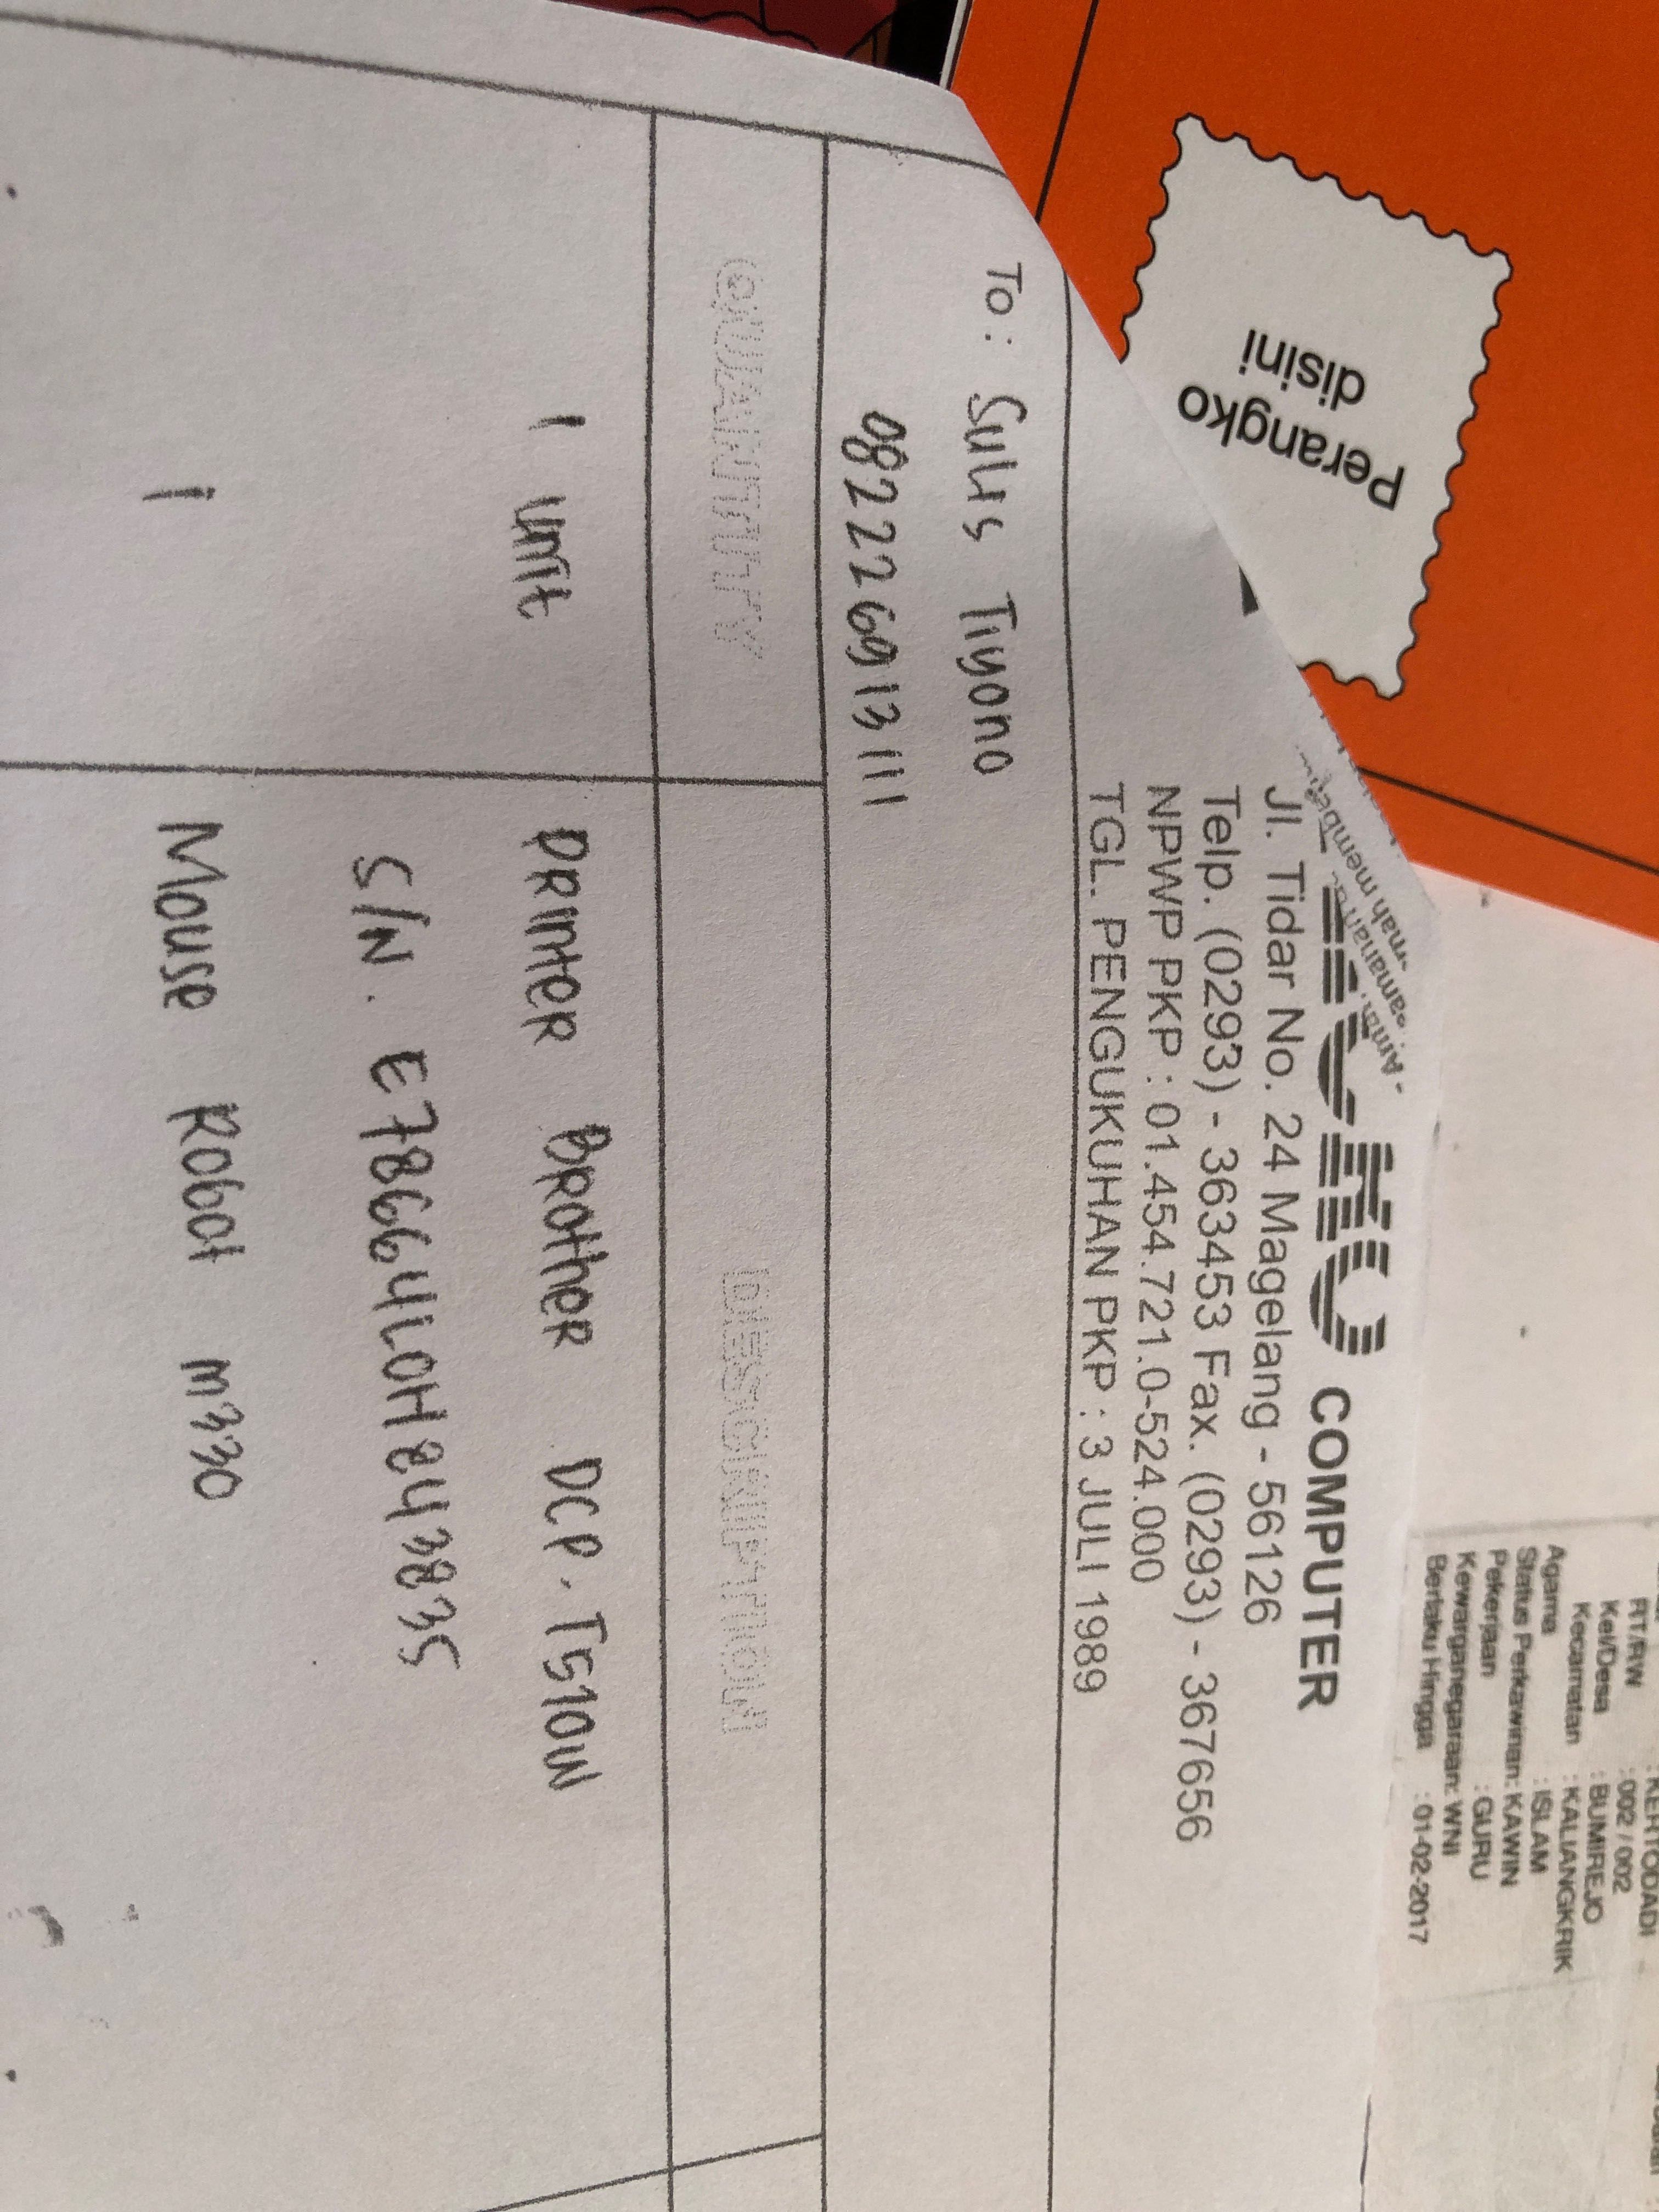 Perangko
disini
COMPUTER
Jl. Tidar No. 24 Magelang - 56126
Telp. (0293) - 363453 Fax. (0293) - 367656
NPWP PKP : 01.454.721.0-524.000
TGL. PENGUKUHAN PKP : 3 JULI 1989
To : Sulis Tiyono
082226913111
QUANTITY DESCRIPTION
1 unit PRinteR BRotheR DCP. T510W
S/N. E78664L0H843835
1 Mouse Robot m330
: KERTODADI
RT/RW : 002 / 002
Kel/Desa : BUMIREJO
Kecamatan : KALIANGKRIK
Agama : ISLAM
Status Perkawinan: KAWIN
Pekerjaan : GURU
Kewarganegaraan: WNI
Berlaku Hingga : 01-02-2017